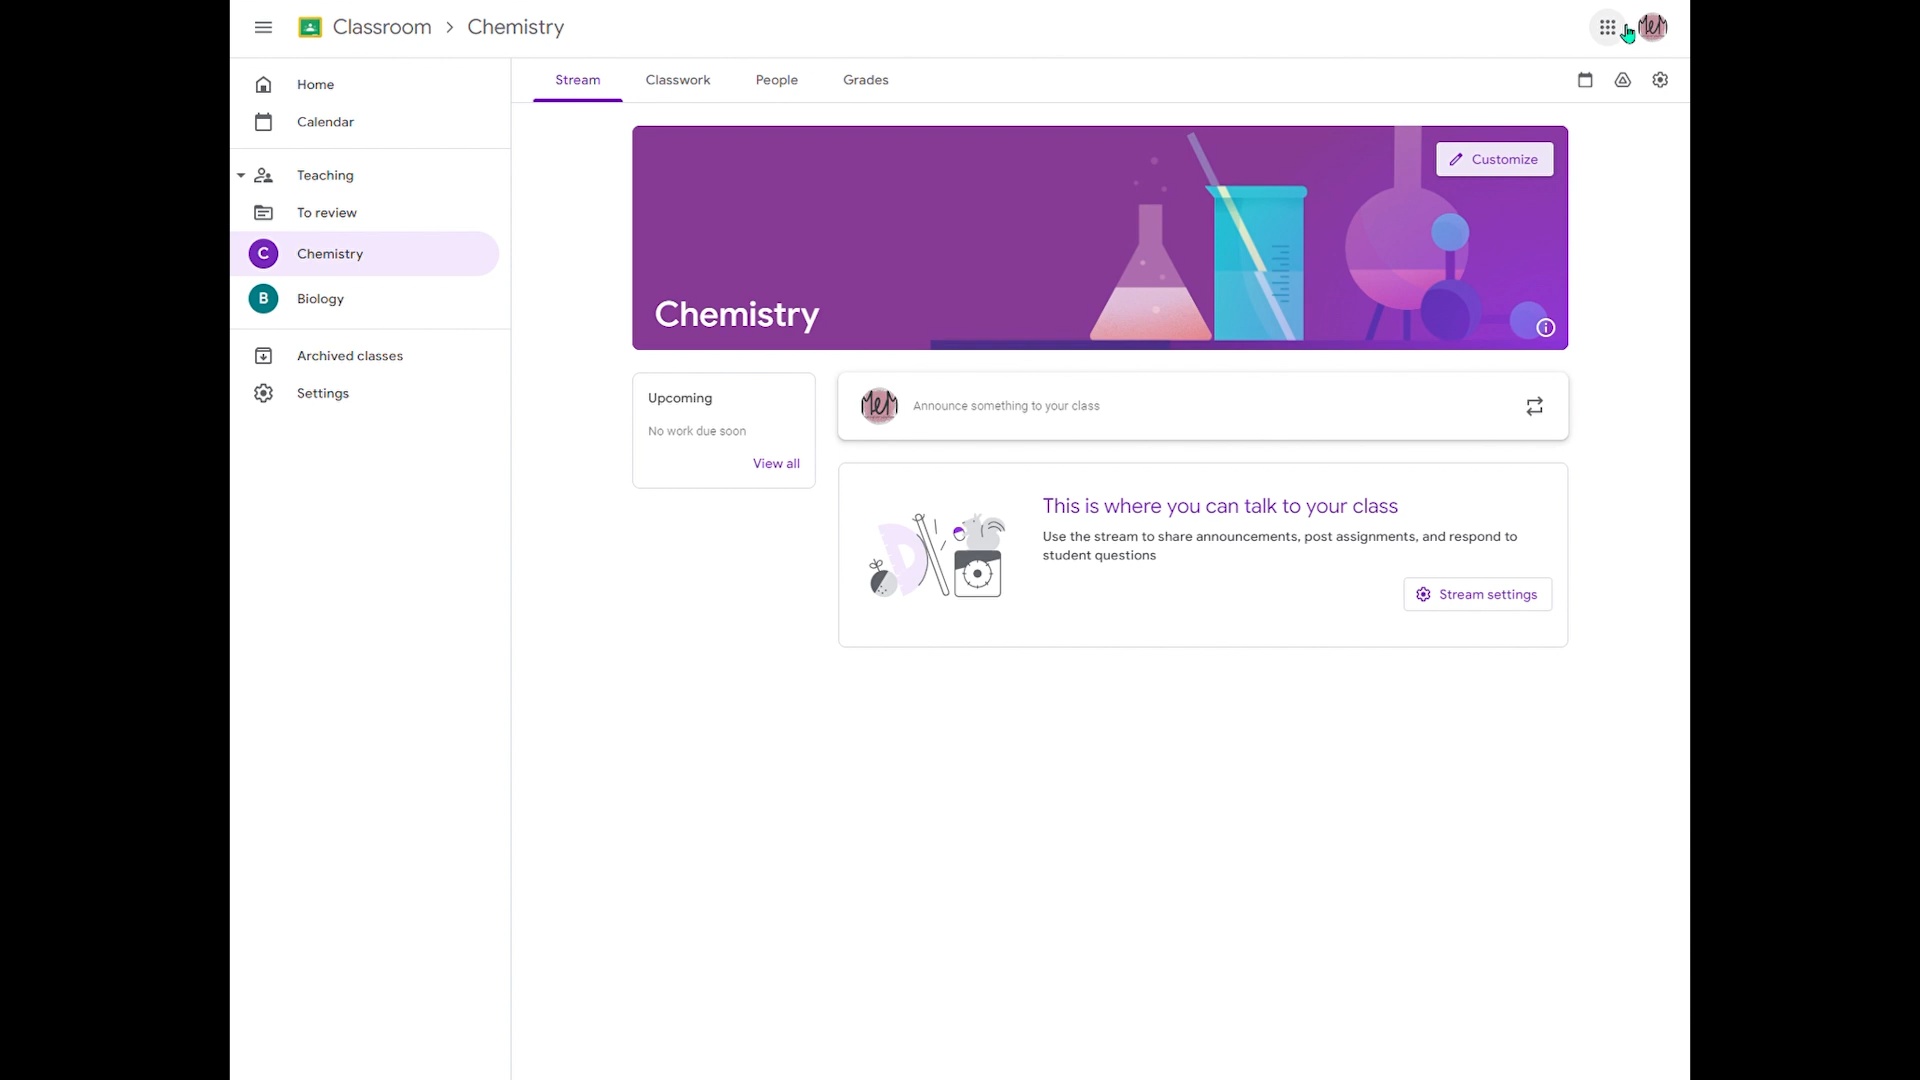 Classroom > Chemistry
Home
Calendar
Teaching
To review
C Chemistry
B Biology
Archived classes
Settings
Stream Classwork People Grades
Customize
Chemistry
Upcoming
No work due soon
View all
Announce something to your class
This is where you can talk to your class
Use the stream to share announcements, post assignments, and respond to
student questions
Stream settings